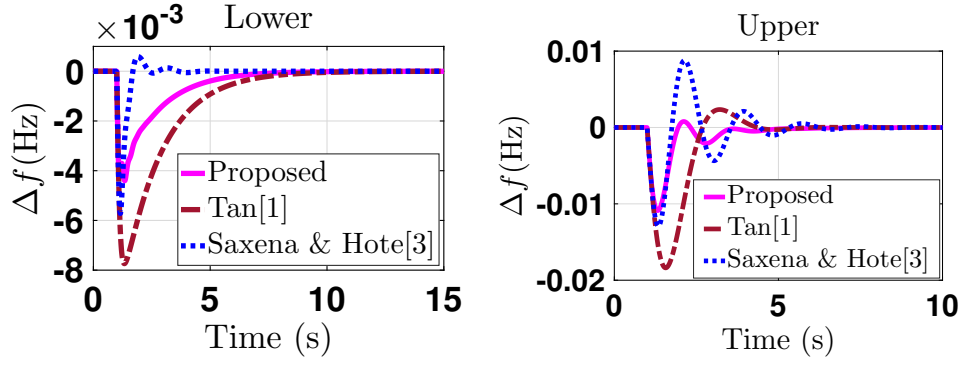 Lower
× 10⁻³
0
-2
-4
-6
-8
Δf(Hz)
Proposed
Tan[1]
Saxena & Hote[3]
0 5 10 15
Time (s)
Upper
0.01
0
-0.01
-0.02
Δf(Hz)
Proposed
Tan[1]
Saxena & Hote[3]
0 5 10
Time (s)